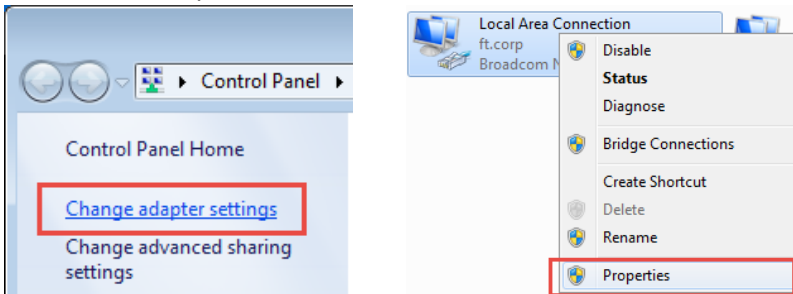 Control Panel
Control Panel Home
Change adapter settings
Change advanced sharing
settings
Local Area Connection
ft.corp
Broadcom
Disable
Status
Diagnose
Bridge Connections
Create Shortcut
Delete
Rename
Properties